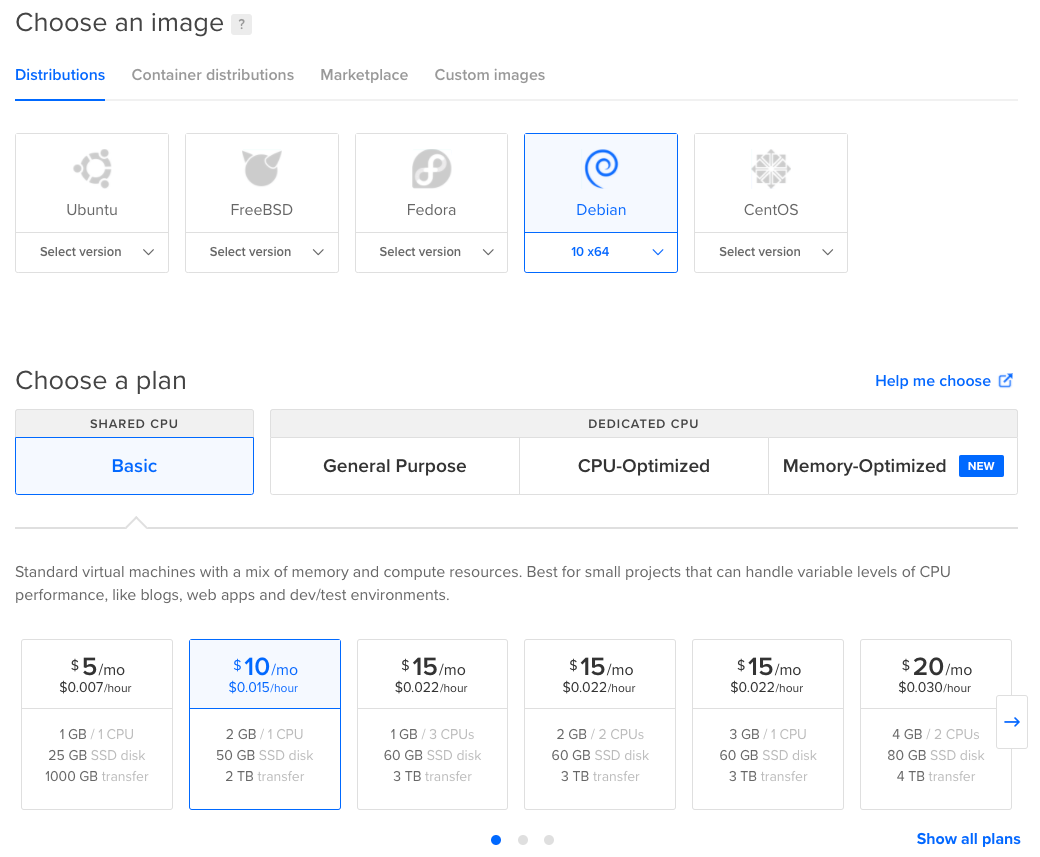 Choose an image ?
Distributions Container distributions Marketplace Custom images
Ubuntu FreeBSD Fedora Debian CentOS
Select version Select version Select version 10 x64 Select version
Choose a plan Help me choose
SHARED CPU DEDICATED CPU
Basic General Purpose CPU-Optimized Memory-Optimized NEW
Standard virtual machines with a mix of memory and compute resources. Best for small projects that can handle variable levels of CPU
performance, like blogs, web apps and dev/test environments.
$5/mo $10/mo $15/mo $15/mo $15/mo $20/mo
$0.007/hour $0.015/hour $0.022/hour $0.022/hour $0.022/hour $0.030/hour
1 GB / 1 CPU 2 GB / 1 CPU 1 GB / 3 CPUs 2 GB / 2 CPUs 3 GB / 1 CPU 4 GB / 2 CPUs
25 GB SSD disk 50 GB SSD disk 60 GB SSD disk 60 GB SSD disk 60 GB SSD disk 80 GB SSD disk
1000 GB transfer 2 TB transfer 3 TB transfer 3 TB transfer 3 TB transfer 4 TB transfer
Show all plans